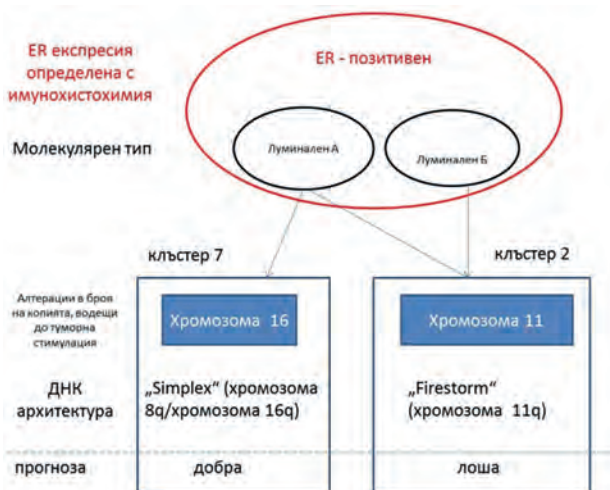 ER експресия
определена с
имунохистохимия
ER - позитивен
Молекулярен тип
Луминален А
Луминален Б
клъстер 7
клъстер 2
Алтерации в броя
на копията, водещи
до туморна
стимулация
Хромозома 16
Хромозома 11
ДНК
архитектура
„Simplex“ (хромозома
8q/хромозома 16q)
„Firestorm“
(хромозома 11q)
прогноза
добра
лоша